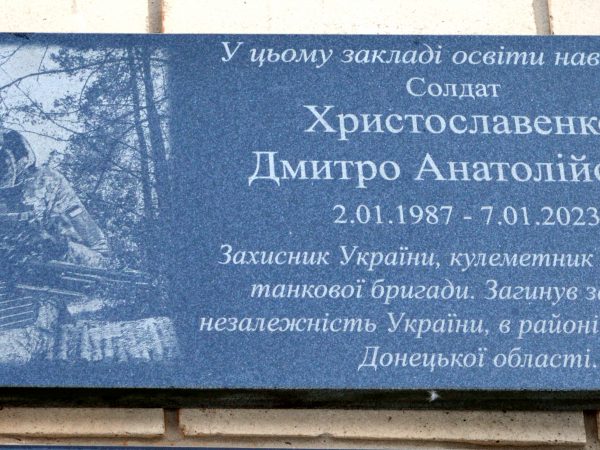 У цьому закладі освіти нав
Солдат
Христославенк
Дмитро Анатолій
2.01.1987 - 7.01.2023
Захисник України, кулеметник
танкової бригади. Загинув з
незалежність України, в районі
Донецької області.